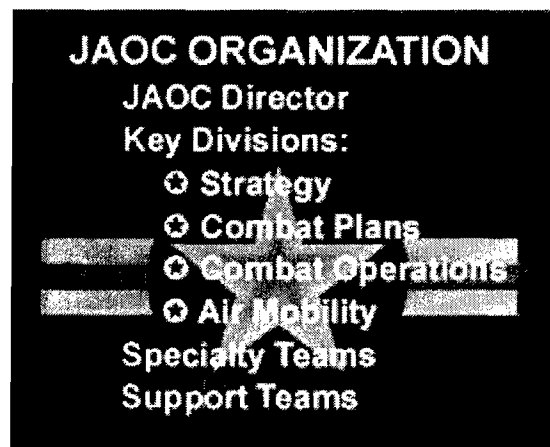 JAOC ORGANIZATION
JAOC Director
Key Divisions:
✪ Strategy
✪ Combat Plans
✪ Combat Operations
✪ Air Mobility
Specialty Teams
Support Teams